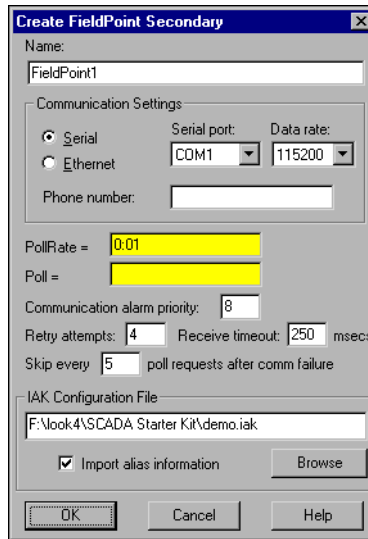 Create FieldPoint Secondary
Name:
FieldPoint1
Communication Settings
Serial
Ethernet
Serial port:
COM1
Data rate:
115200
Phone number:
PollRate = 0:01
Poll =
Communication alarm priority: 8
Retry attempts: 4 Receive timeout: 250 msecs
Skip every 5 poll requests after comm failure
IAK Configuration File
F:\look4\SCADA Starter Kit\demo.iak
Import alias information
Browse
OK Cancel Help